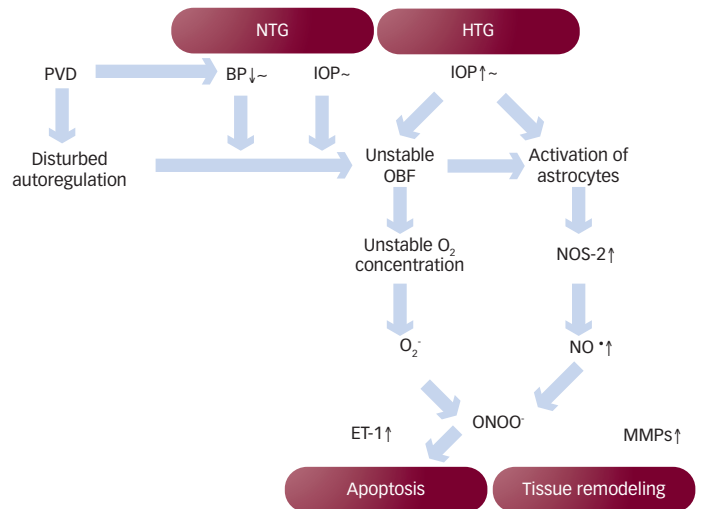 NTG
HTG
PVD
BP↓~
IOP~
IOP↑~
Disturbed
autoregulation
Unstable
OBF
Activation of
astrocytes
Unstable O₂
concentration
NOS-2↑
O₂⁻
NO •↑
ONOO⁻
ET-1↑
MMPs↑
Apoptosis
Tissue remodeling